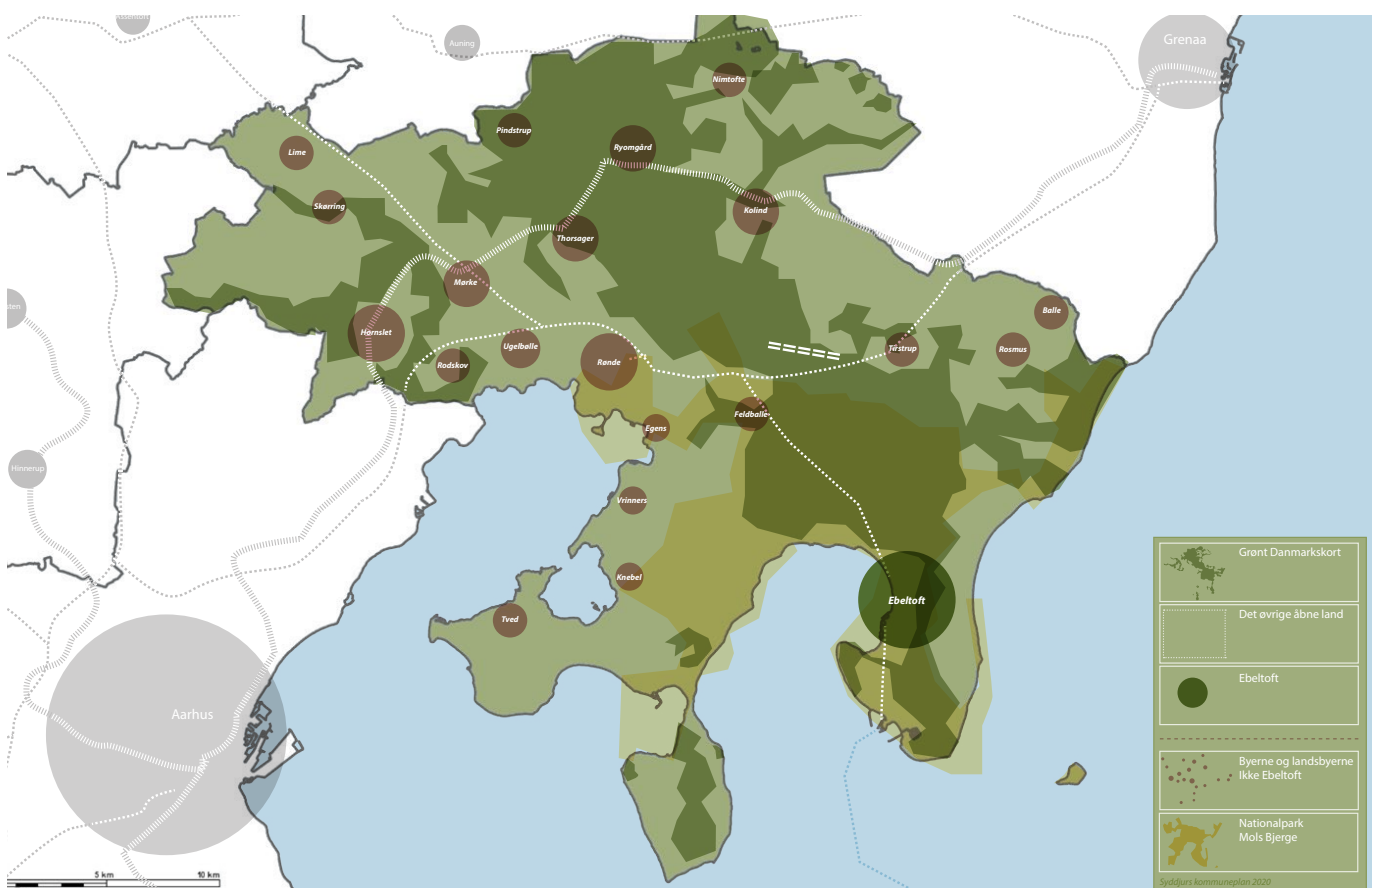 Auning
Grenaa
Nimtofte
Pindstrup
Ryomgård
Lime
Skørring
Kolind
Thorsager
Mørke
Balle
Hornslet
Ugelbølle
Tirstrup
Rosmus
Rodskov
Rønde
Feldballe
Egens
Hinnerup
Vrinners
Knebel
Ebeltoft
Tved
Aarhus
Grønt Danmarkskort
Det øvrige åbne land
Ebeltoft
Byerne og landsbyerne
Ikke Ebeltoft
Nationalpark
Mols Bjerge
Syddjurs kommuneplan 2020
5 km
10 km